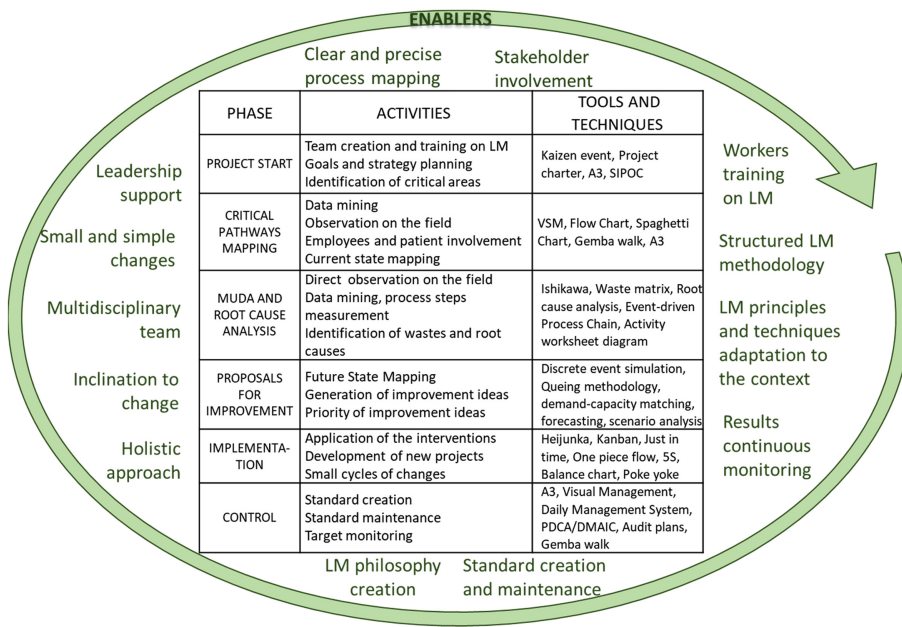 ENABLERS
Clear and precise
process mapping
Stakeholder
involvement
Leadership
support
Small and simple
changes
Multidisciplinary
team
Inclination to
change
Holistic
approach
PHASE
ACTIVITIES
TOOLS AND
TECHNIQUES
PROJECT START
Team creation and training on LM
Goals and strategy planning
Identification of critical areas
Kaizen event, Project
charter, A3, SIPOC
CRITICAL
PATHWAYS
MAPPING
Data mining
Observation on the field
Employees and patient involvement
Current state mapping
VSM, Flow Chart, Spaghetti
Chart, Gemba walk, A3
MUDA AND
ROOT CAUSE
ANALYSIS
Direct observation on the field
Data mining, process steps
measurement
Identification of wastes and root
causes
Ishikawa, Waste matrix, Root
cause analysis, Event-driven
Process Chain, Activity
worksheet diagram
PROPOSALS
FOR
IMPROVEMENT
Future State Mapping
Generation of improvement ideas
Priority of improvement ideas
Discrete event simulation,
Queing methodology,
demand-capacity matching,
forecasting, scenario analysis
IMPLEMENTA-
TION
Application of the interventions
Development of new projects
Small cycles of changes
Heijunka, Kanban, Just in
time, One piece flow, 5S,
Balance chart, Poke yoke
CONTROL
Standard creation
Standard maintenance
Target monitoring
A3, Visual Management,
Daily Management System,
PDCA/DMAIC, Audit plans,
Gemba walk
Workers
training
on LM
Structured LM
methodology
LM principles
and techniques
adaptation to
the context
Results
continuous
monitoring
LM philosophy
creation
Standard creation
and maintenance